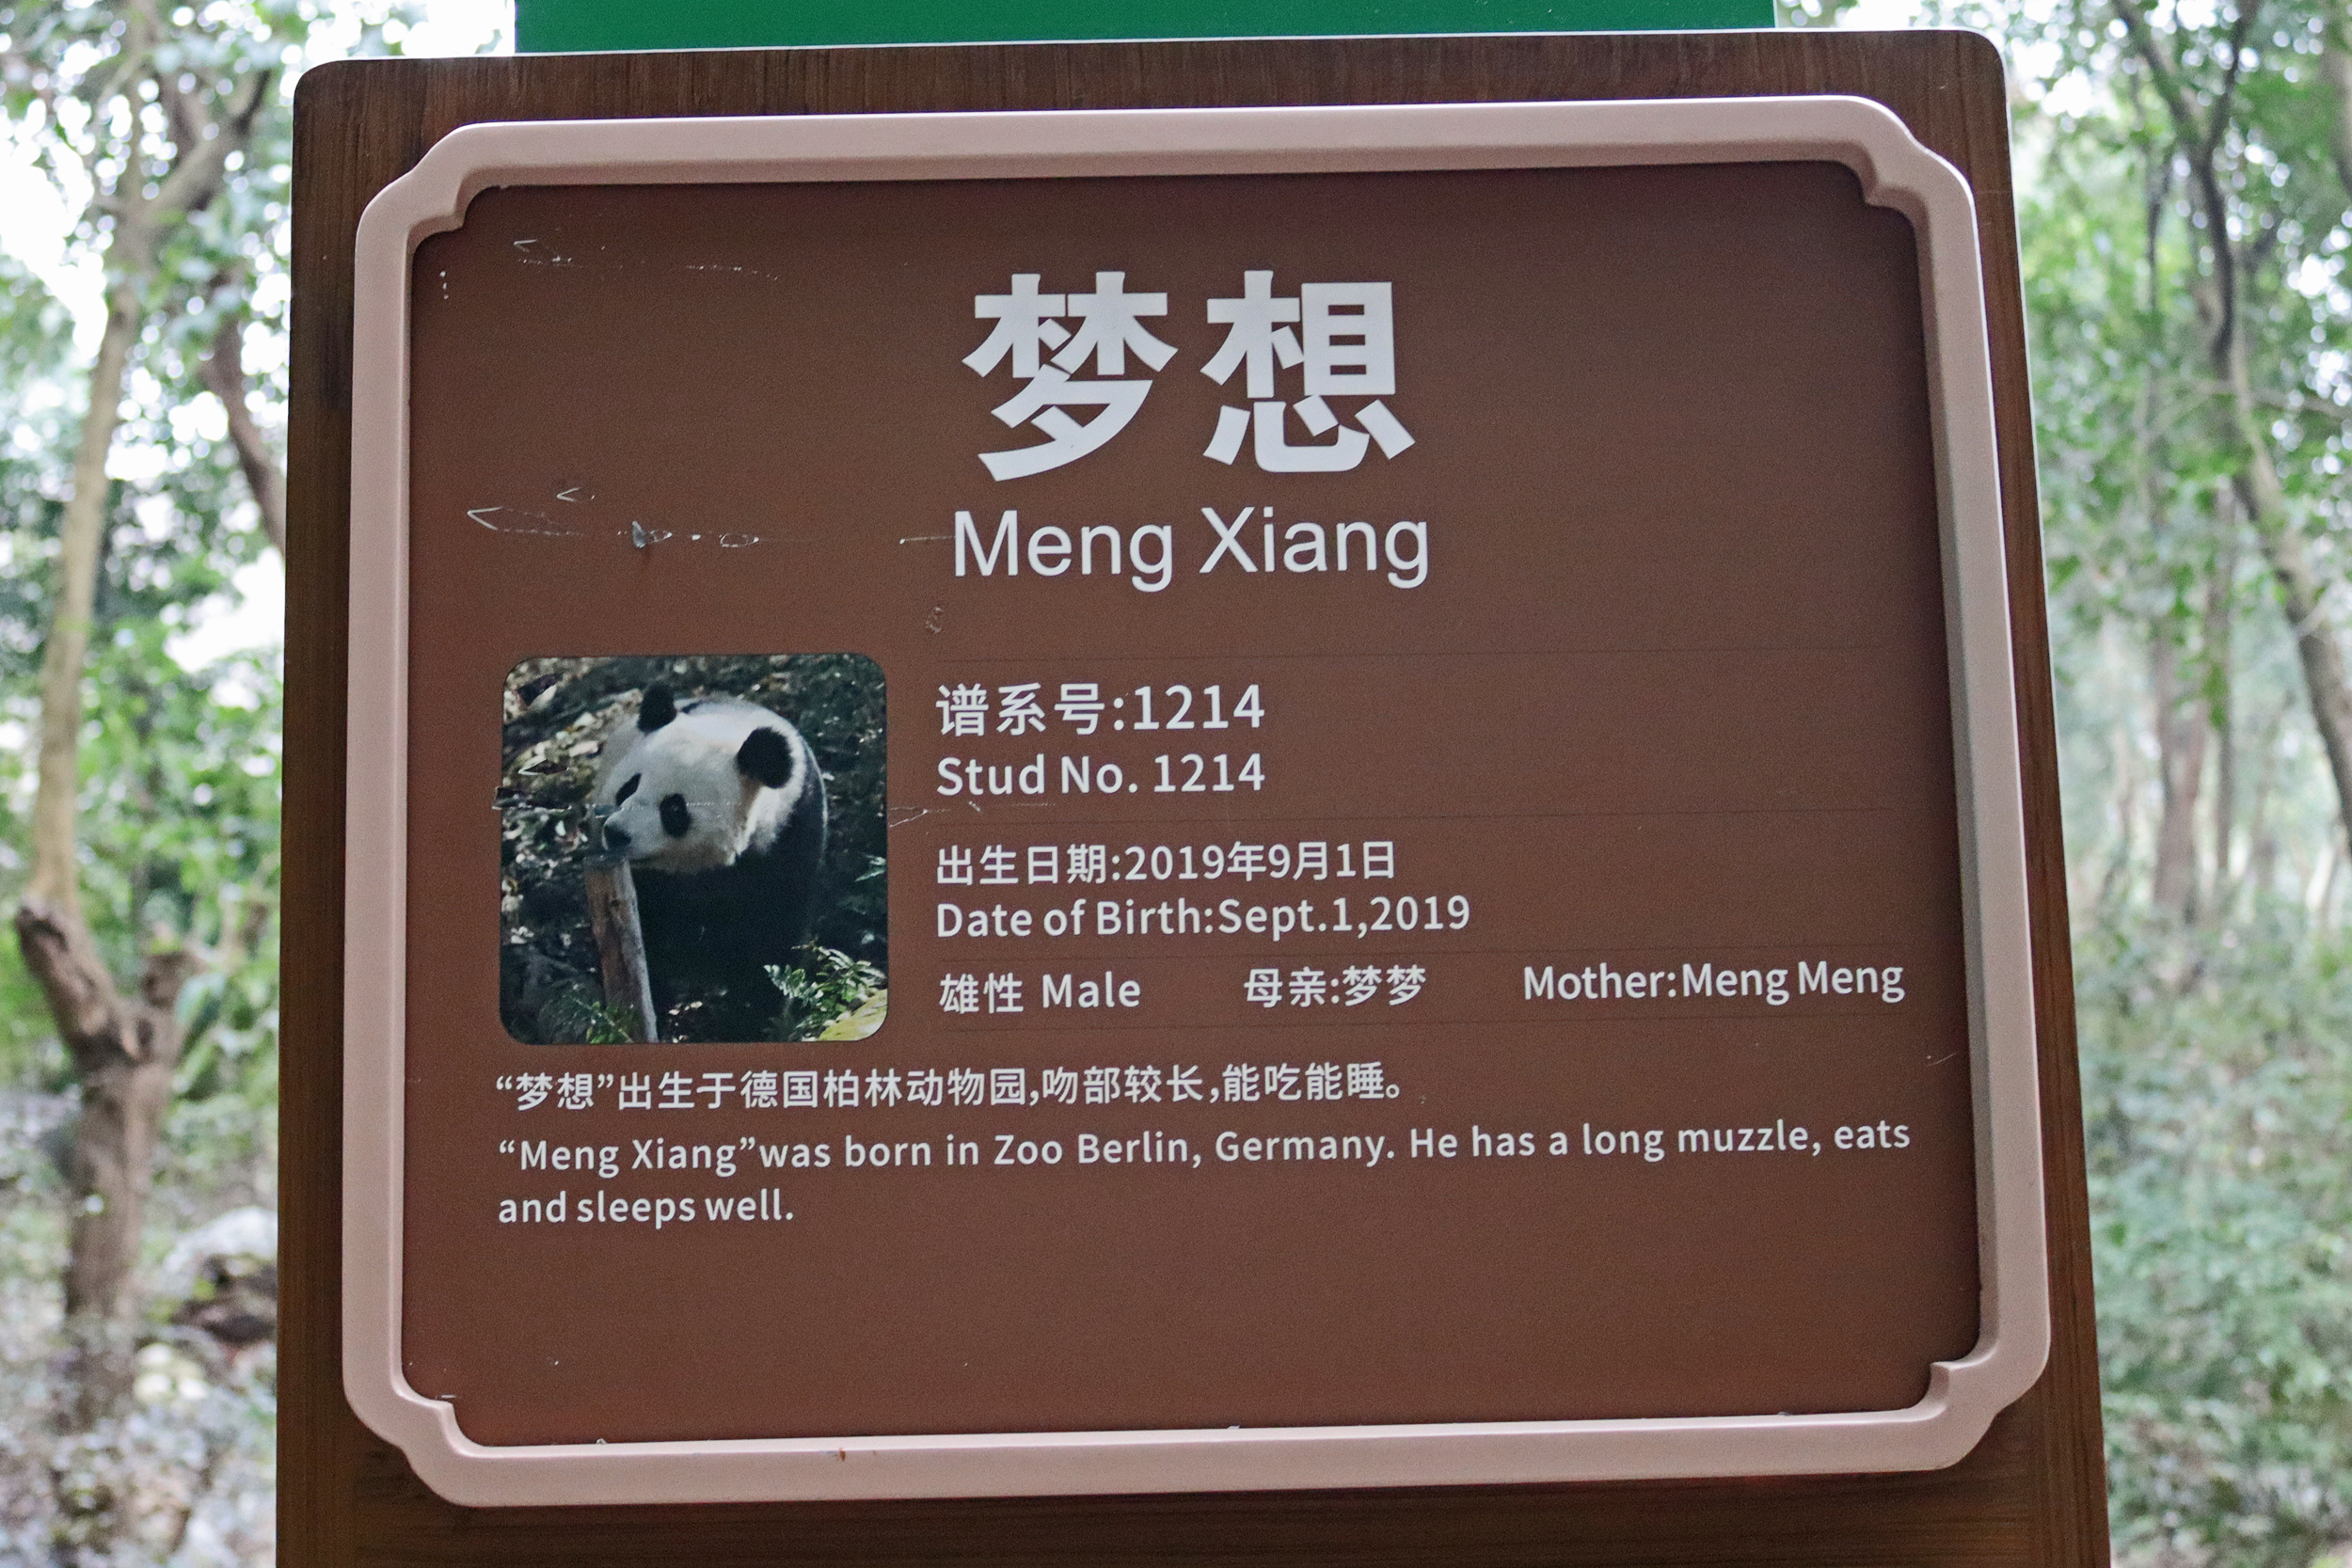 梦想
Meng Xiang
谱系号:1214
Stud No. 1214
出生日期:2019年9月1日
Date of Birth:Sept.1,2019
雄性 Male 母亲:梦梦 Mother:Meng Meng
“梦想”出生于德国柏林动物园,吻部较长,能吃能睡。
“Meng Xiang”was born in Zoo Berlin, Germany. He has a long muzzle, eats
and sleeps well.